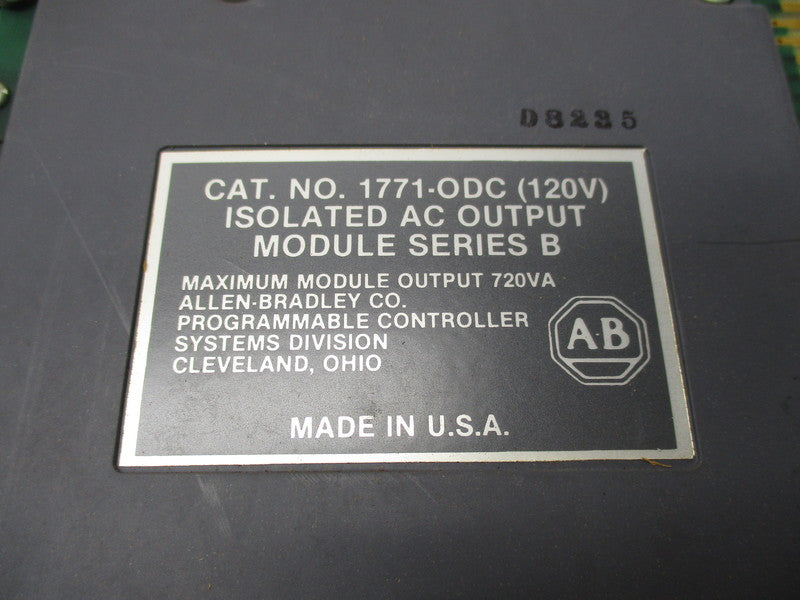 D8235
CAT. NO. 1771-ODC (120V)
ISOLATED AC OUTPUT
MODULE SERIES B
MAXIMUM MODULE OUTPUT 720VA
ALLEN-BRADLEY CO.
PROGRAMMABLE CONTROLLER
SYSTEMS DIVISION
CLEVELAND, OHIO
A-B
MADE IN U.S.A.